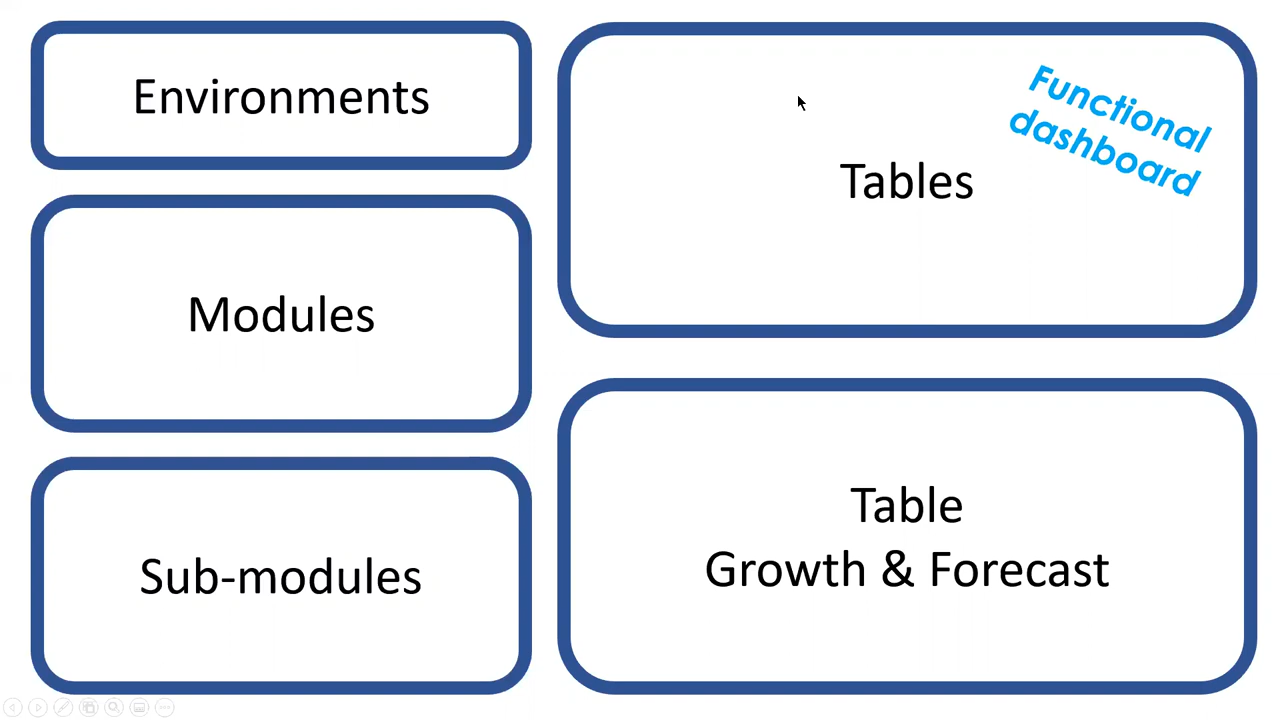 Environments
Modules
Sub-modules
Functional
dashboard
Tables
Table
Growth & Forecast